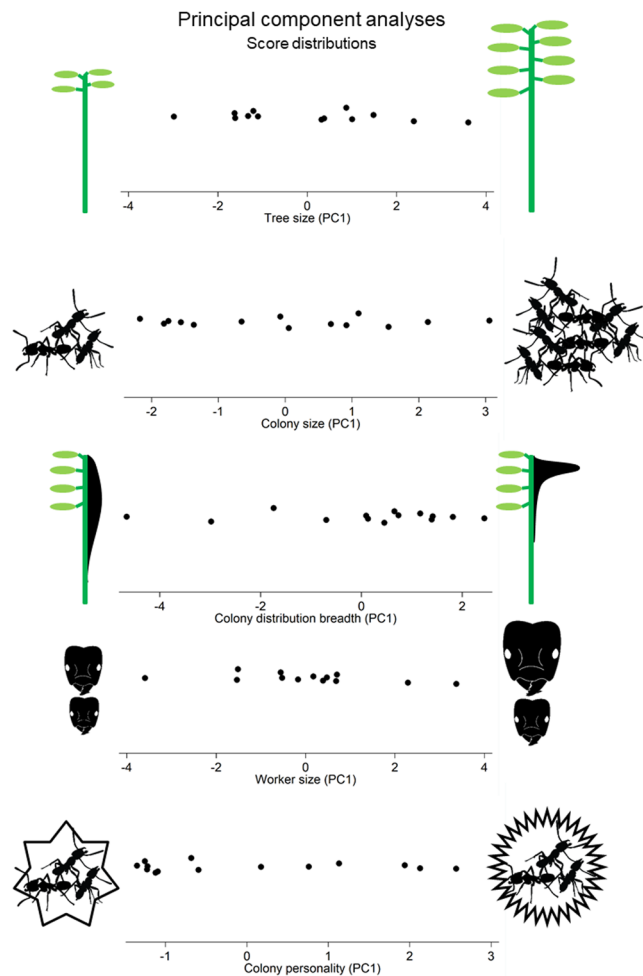 Principal component analyses
Score distributions
-4 -2 0 2 4
Tree size (PC1)
-2 -1 0 1 2 3
Colony size (PC1)
-4 -2 0 2
Colony distribution breadth (PC1)
-4 -2 0 2 4
Worker size (PC1)
-1 0 1 2 3
Colony personality (PC1)